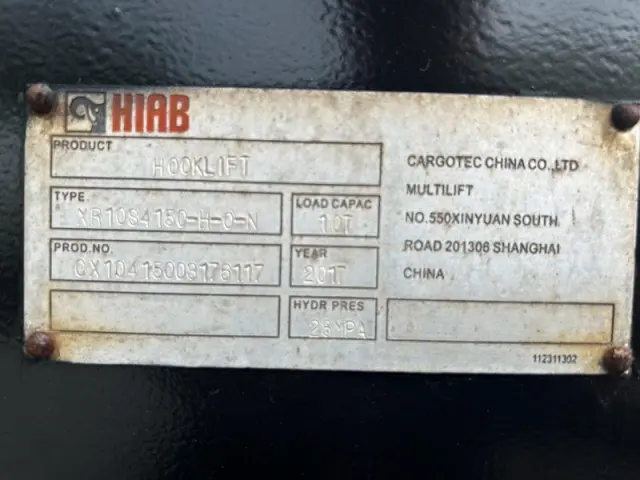 HIAB
PRODUCT
HOOKLIFT
TYPE
XR10S4150-H-0-N
LOAD CAPAC
10T
PROD.NO.
YEAR
2017
HYDR PRES
CARGOTEC CHINA CO.,LTD
MULTILIFT
NO.550XINYUAN SOUTH
ROAD 201306 SHANGHAI
CHINA
112311302